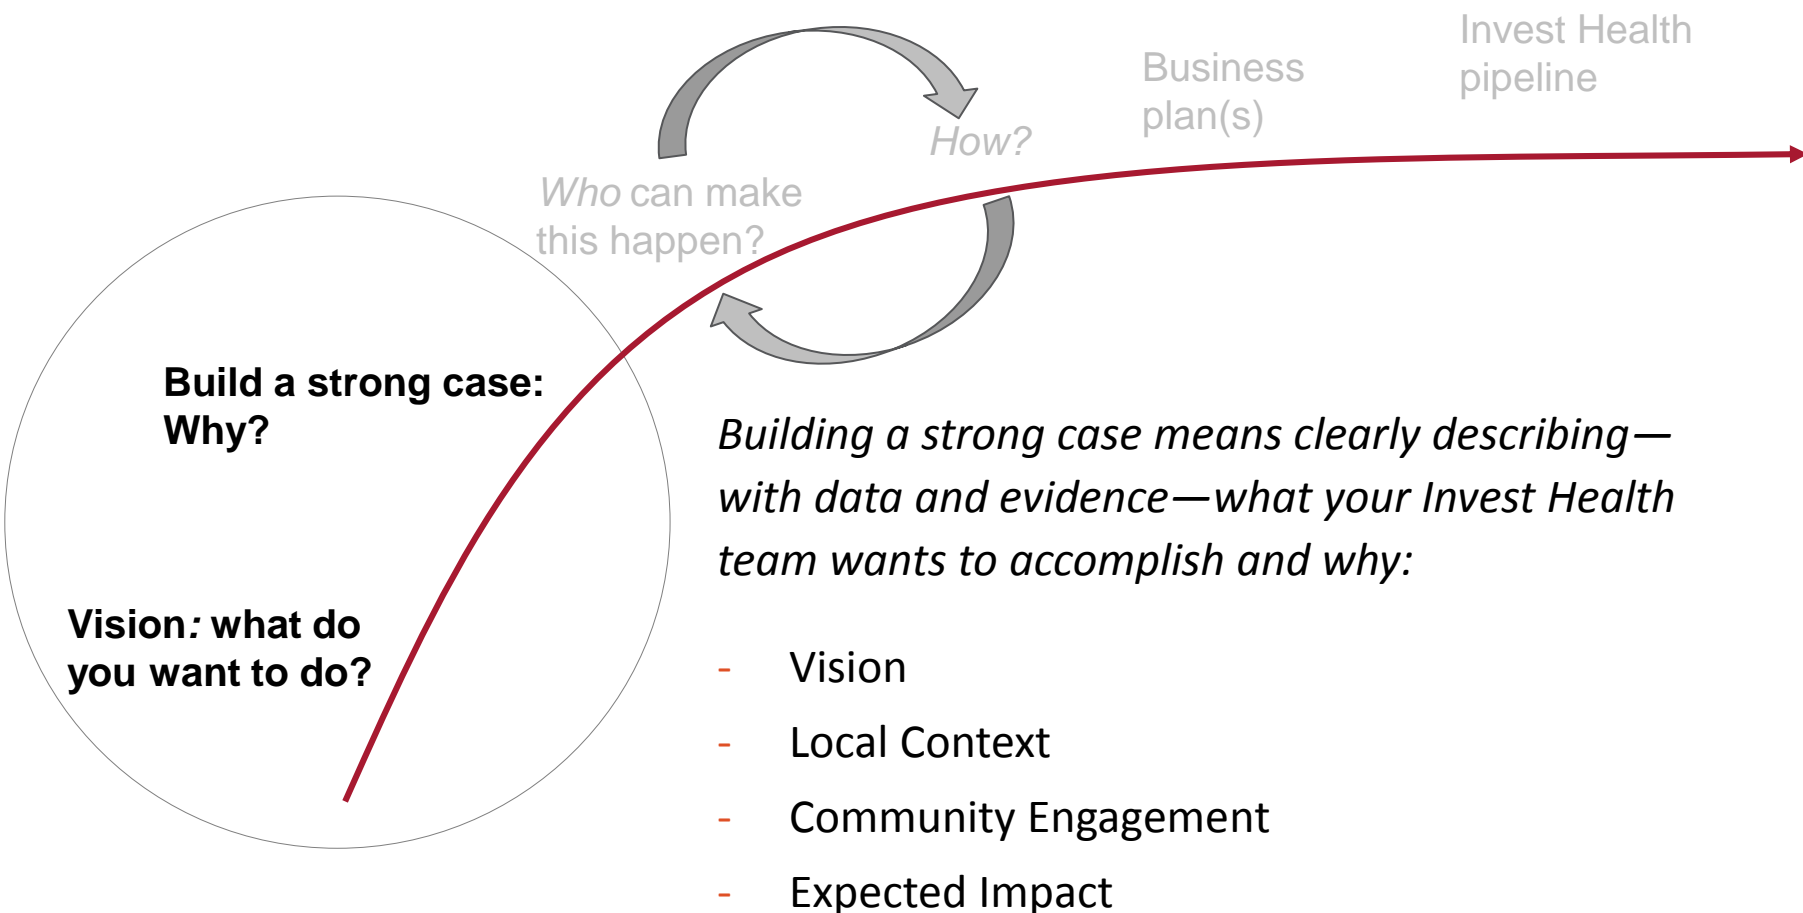 Invest Health
pipeline
Business
plan(s)
How?
Who can make
this happen?
Build a strong case:
Why?
Vision: what do
you want to do?
Building a strong case means clearly describing—
with data and evidence—what your Invest Health
team wants to accomplish and why:
- Vision
- Local Context
- Community Engagement
- Expected Impact